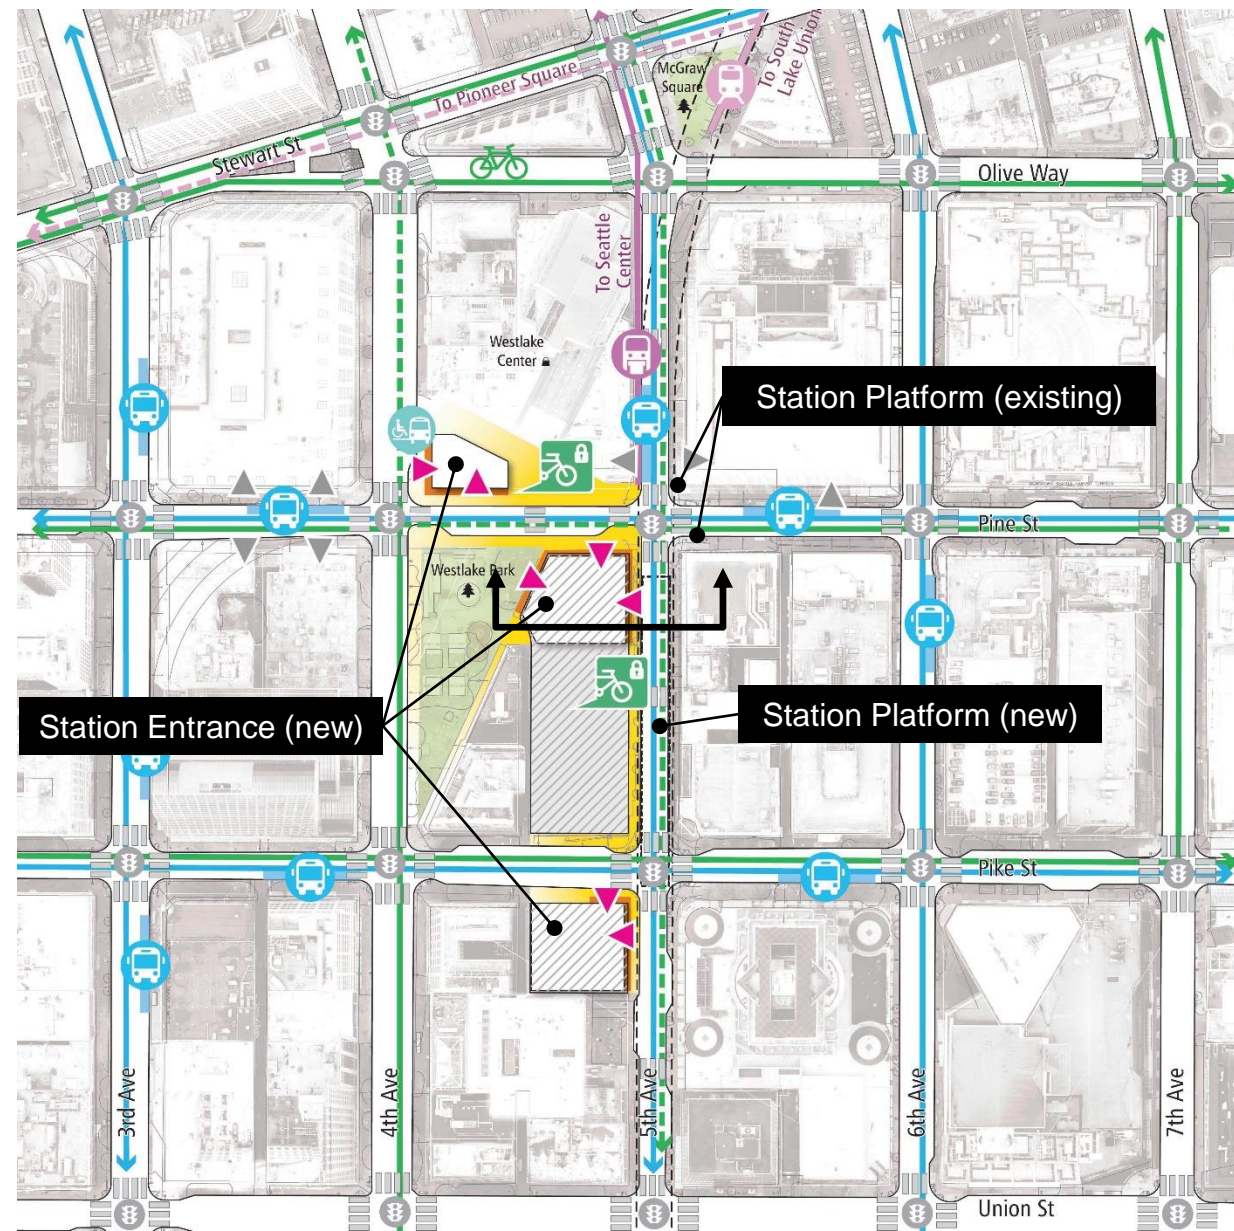 McGraw
Square
To South
Lake Union
To Pioneer Square
Stewart St
Olive Way
To Seattle
Center
Westlake
Center
Station Platform (existing)
Pine St
Westlake Park
Station Entrance (new)
Station Platform (new)
Pike St
3rd Ave
4th Ave
5th Ave
6th Ave
7th Ave
Union St